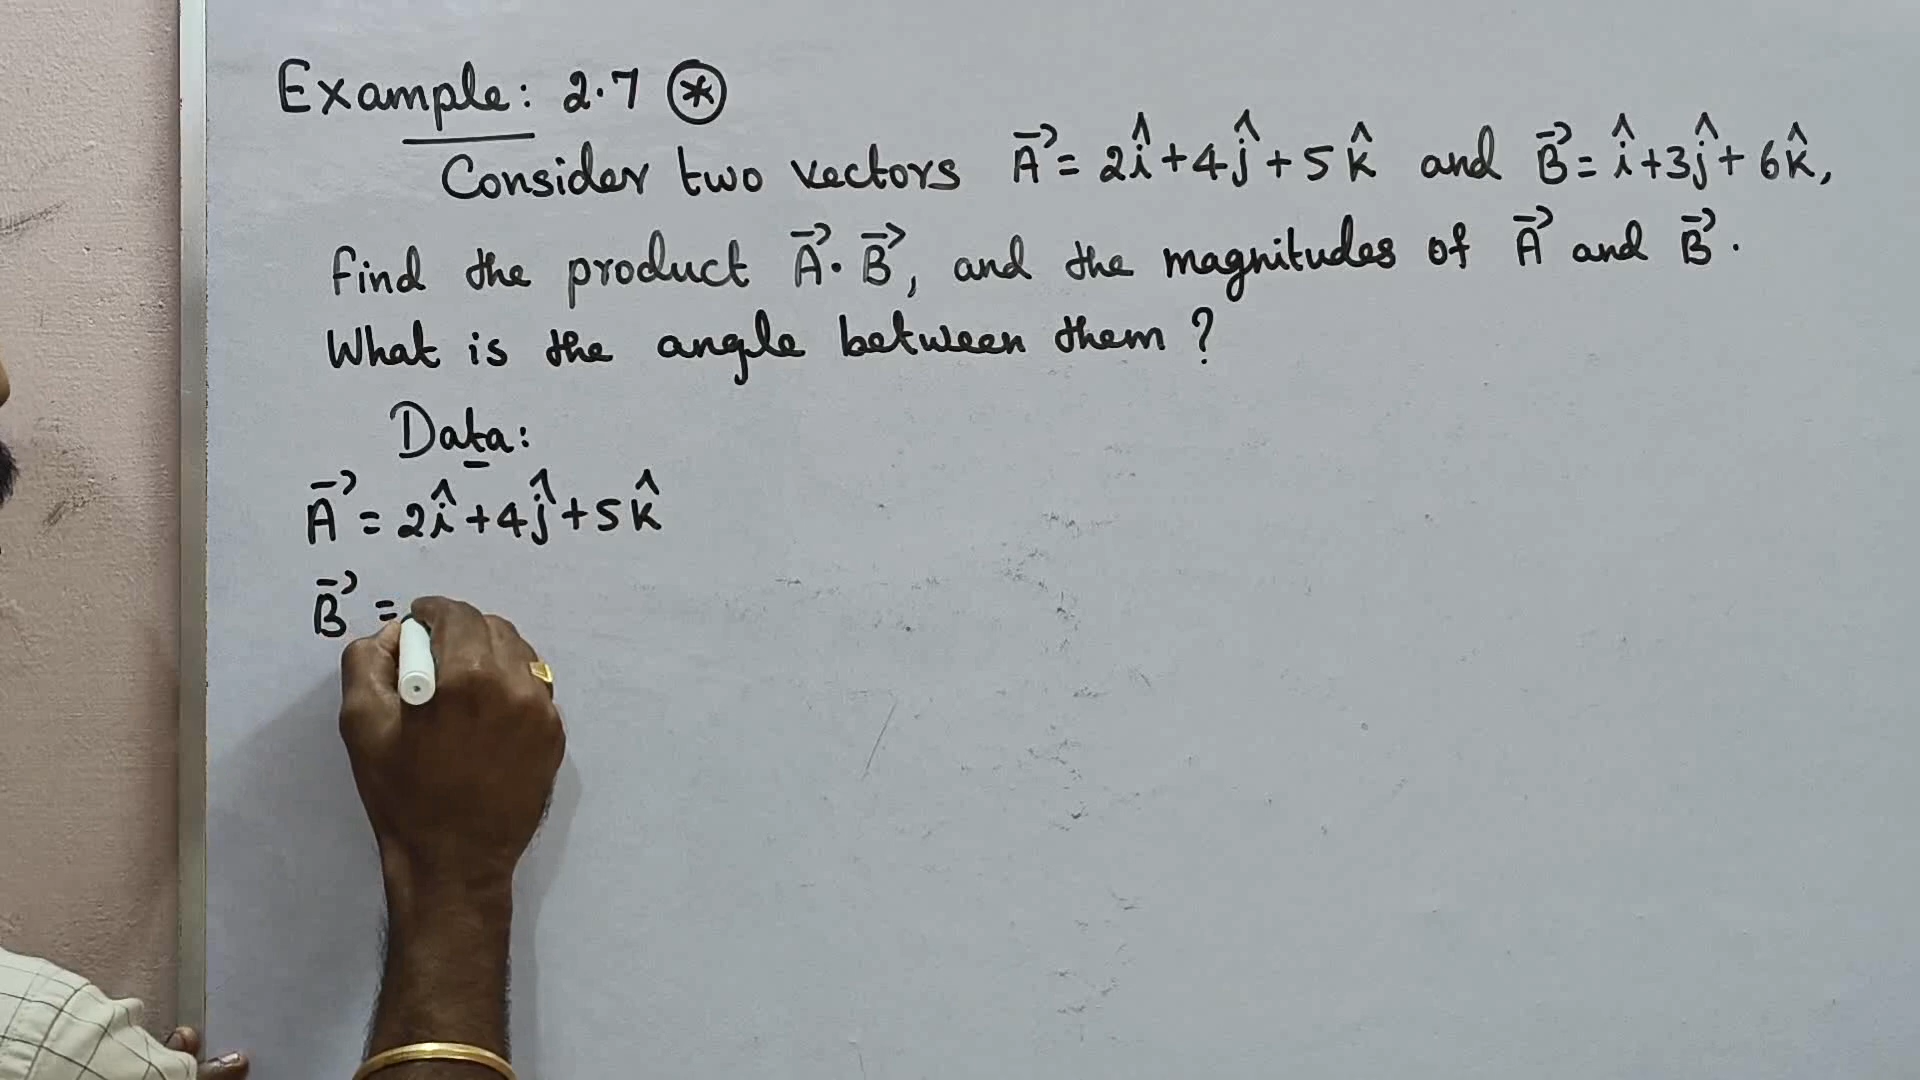 Example: 2.7 ⊛
Consider two vectors A⃗ = 2î + 4ĵ + 5k̂ and B⃗ = î + 3ĵ + 6k̂,
Find the product A⃗ · B⃗, and the magnitudes of A⃗ and B⃗.
What is the angle between them ?
Data:
A⃗ = 2î + 4ĵ + 5k̂
B⃗ =